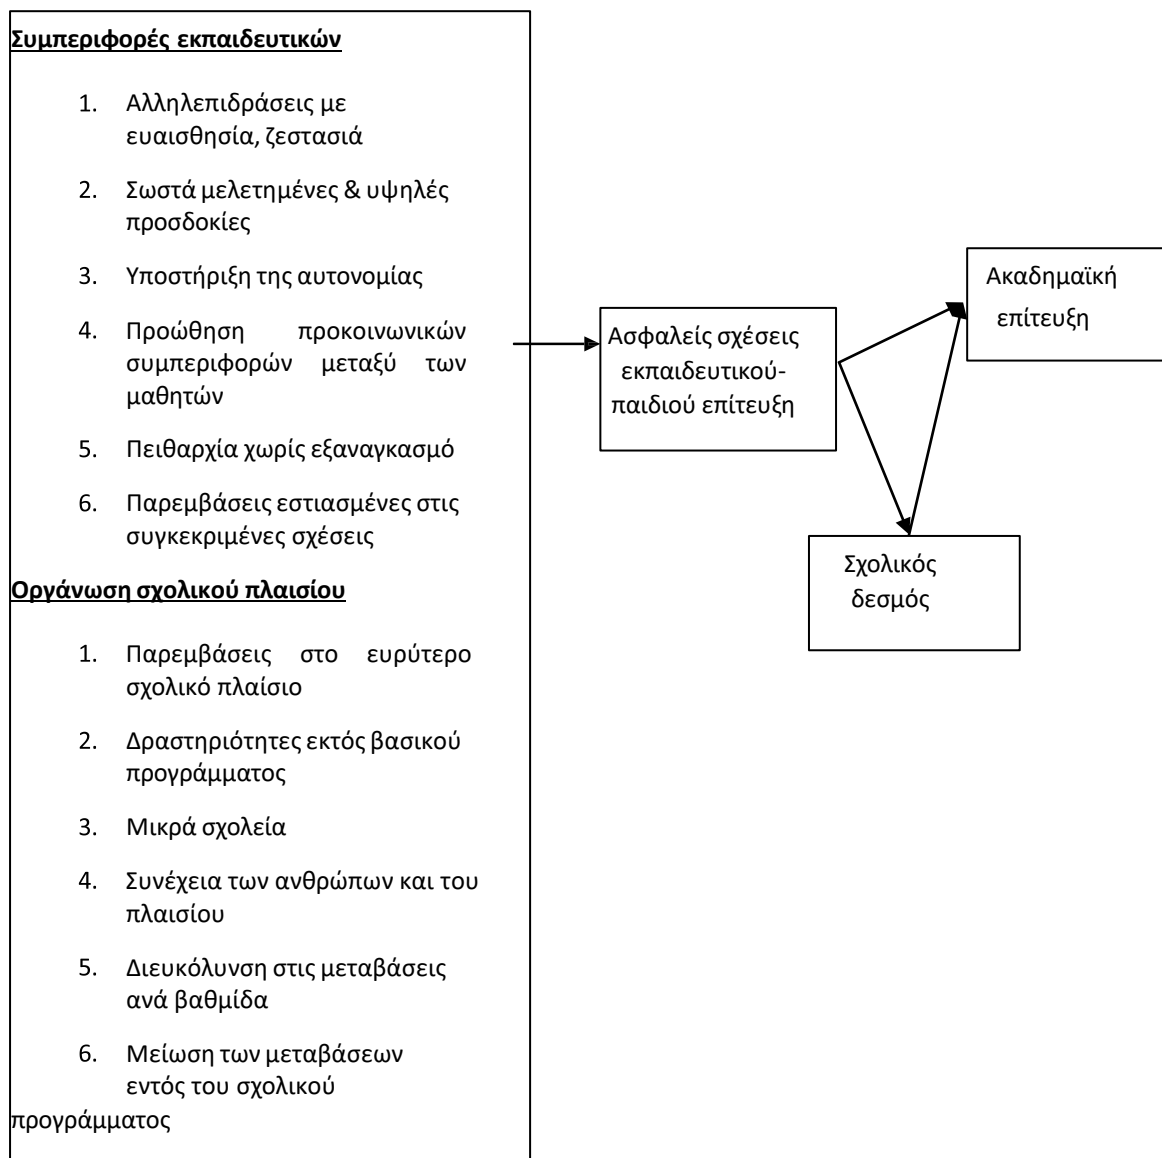 Συμπεριφορές εκπαιδευτικών
1. Αλληλεπιδράσεις με
ευαισθησία, ζεστασιά
2. Σωστά μελετημένες & υψηλές
προσδοκίες
3. Υποστήριξη της αυτονομίας
4. Προώθηση προκοινωνικών
συμπεριφορών μεταξύ των
μαθητών
5. Πειθαρχία χωρίς εξαναγκασμό
6. Παρεμβάσεις εστιασμένες στις
συγκεκριμένες σχέσεις
Οργάνωση σχολικού πλαισίου
1. Παρεμβάσεις στο ευρύτερο
σχολικό πλαίσιο
2. Δραστηριότητες εκτός βασικού
προγράμματος
3. Μικρά σχολεία
4. Συνέχεια των ανθρώπων και του
πλαισίου
5. Διευκόλυνση στις μεταβάσεις
ανά βαθμίδα
6. Μείωση των μεταβάσεων
εντός του σχολικού
προγράμματος
Ασφαλείς σχέσεις
εκπαιδευτικού-
παιδιού επίτευξη
Ακαδημαϊκή
επίτευξη
Σχολικός
δεσμός